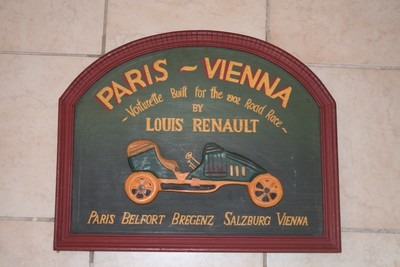 PARIS ~ VIENNA
- Voiturette Built for the 1902 Road Race -
BY
LOUIS RENAULT
PARIS BELFORT BREGENZ SALZBURG VIENNA